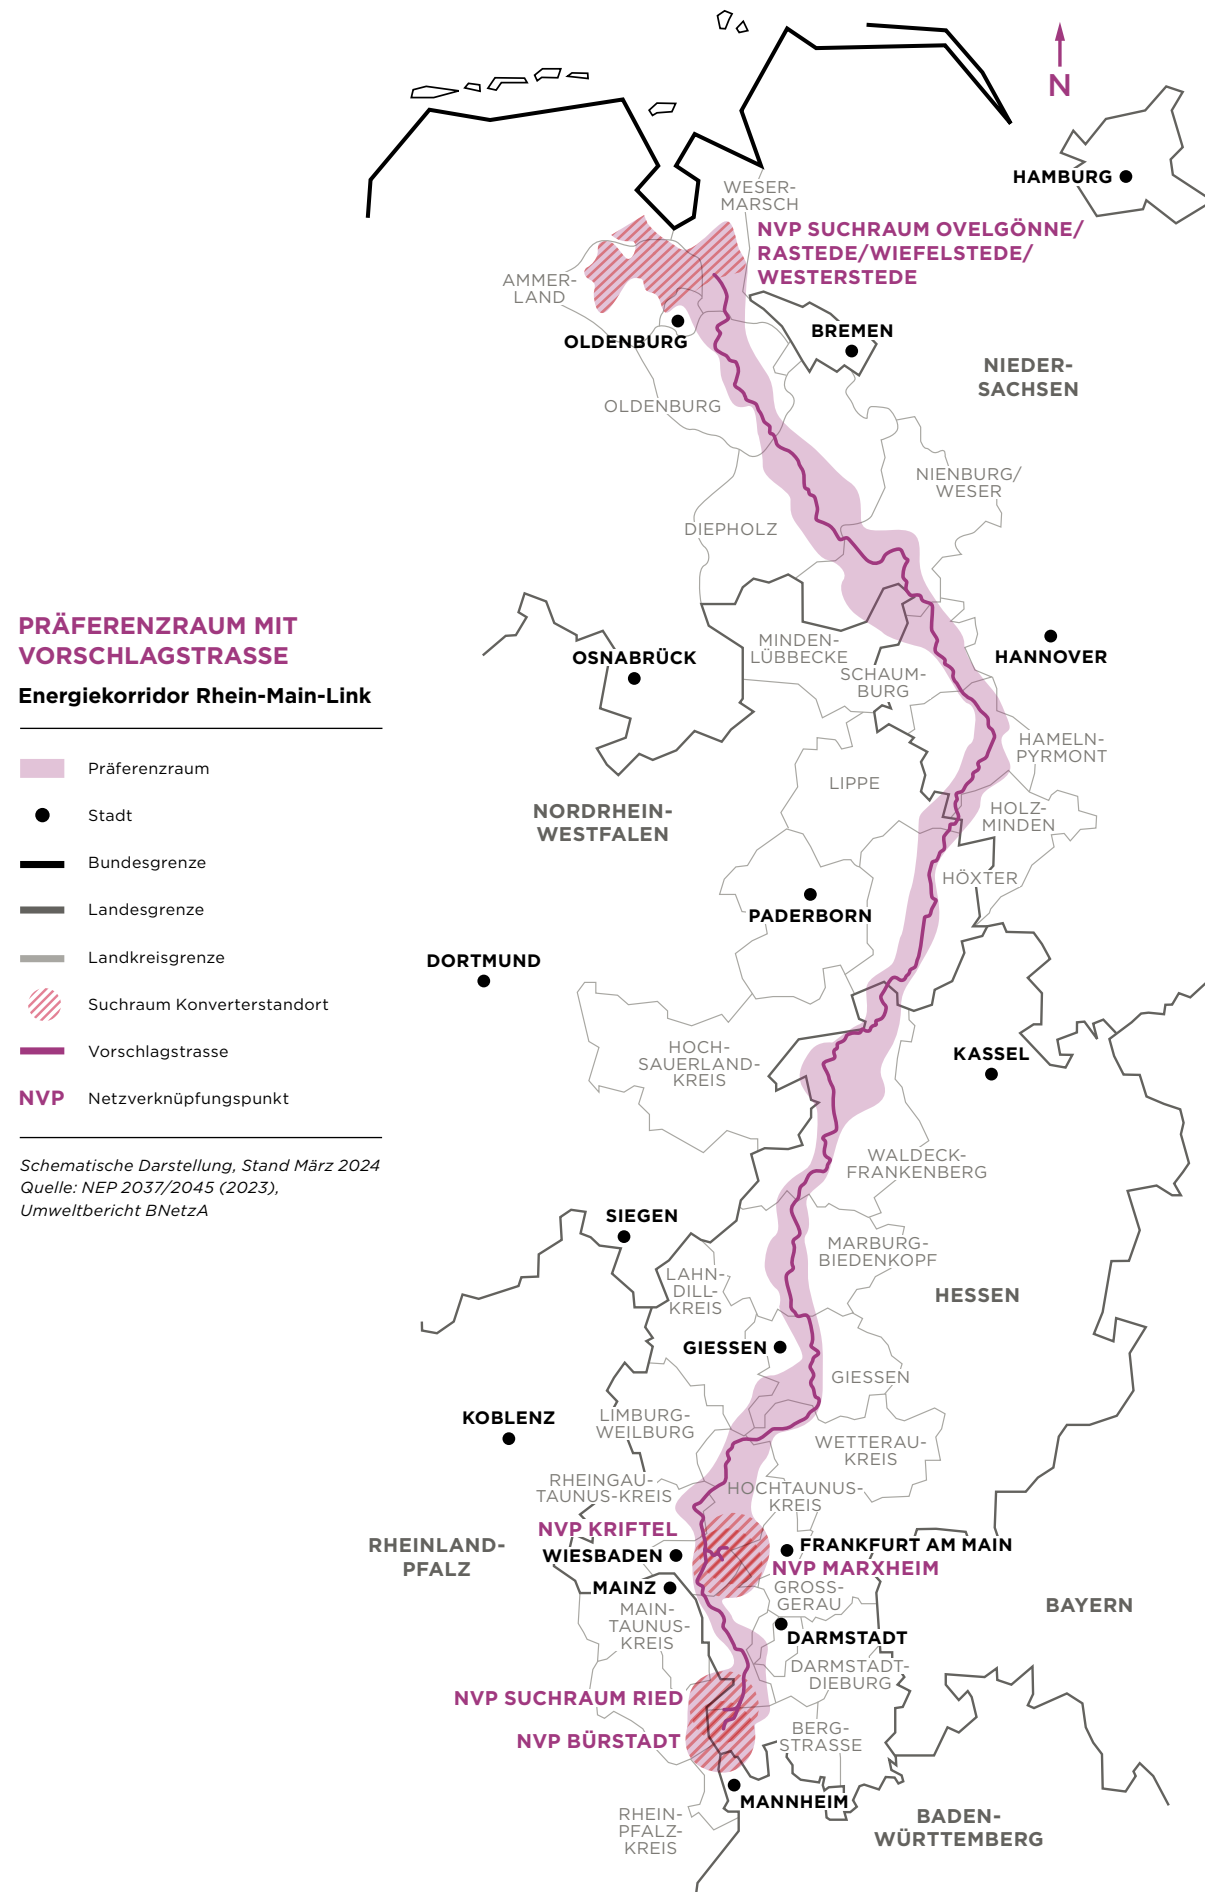 N
HAMBURG
WESER-
MARSCH
NVP SUCHRAUM OVELGÖNNE/
RASTEDE/WIEFELSTEDE/
WESTERSTEDE
AMMER-
LAND
OLDENBURG
BREMEN
NIEDER-
SACHSEN
OLDENBURG
NIENBURG/
WESER
DIEPHOLZ
PRÄFERENZRAUM MIT
VORSCHLAGSTRASSE
Energiekorridor Rhein-Main-Link
Präferenzraum
Stadt
Bundesgrenze
Landesgrenze
Landkreisgrenze
Suchraum Konverterstandort
Vorschlagstrasse
NVP Netzverknüpfungspunkt
Schematische Darstellung, Stand März 2024
Quelle: NEP 2037/2045 (2023),
Umweltbericht BNetzA
OSNABRÜCK
MINDEN-
LÜBBECKE
HANNOVER
SCHAUM-
BURG
HAMELN-
PYRMONT
LIPPE
NORDRHEIN-
WESTFALEN
HOLZ-
MINDEN
HÖXTER
PADERBORN
DORTMUND
HOCH-
SAUERLAND-
KREIS
KASSEL
WALDECK-
FRANKENBERG
SIEGEN
MARBURG-
BIEDENKOPF
LAHN-
DILL-
KREIS
HESSEN
GIESSEN
GIESSEN
KOBLENZ
LIMBURG-
WEILBURG
WETTERAU-
KREIS
RHEINGAU-
TAUNUS-KREIS
HOCHTAUNUS-
KREIS
NVP KRIFTEL
RHEINLAND-
PFALZ
WIESBADEN
FRANKFURT AM MAIN
NVP MARXHEIM
MAINZ
GROSS-
GERAU
MAIN-
TAUNUS-
KREIS
BAYERN
DARMSTADT
DARMSTADT-
DIEBURG
NVP SUCHRAUM RIED
NVP BÜRSTADT
BERG-
STRASSE
MANNHEIM
RHEIN-
PFALZ-
KREIS
BADEN-
WÜRTTEMBERG